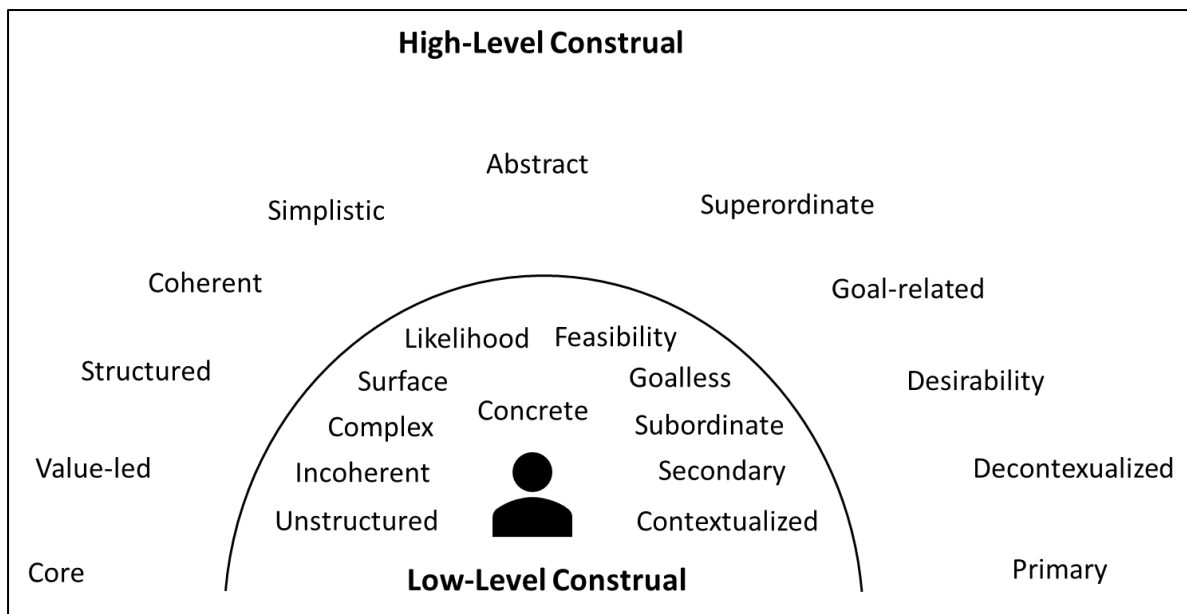 High-Level Construal
Abstract
Simplistic
Superordinate
Coherent
Goal-related
Structured
Desirability
Value-led
Decontexualized
Core
Primary
Likelihood
Feasibility
Surface
Goalless
Concrete
Complex
Subordinate
Incoherent
Secondary
Unstructured
Contextualized
Low-Level Construal